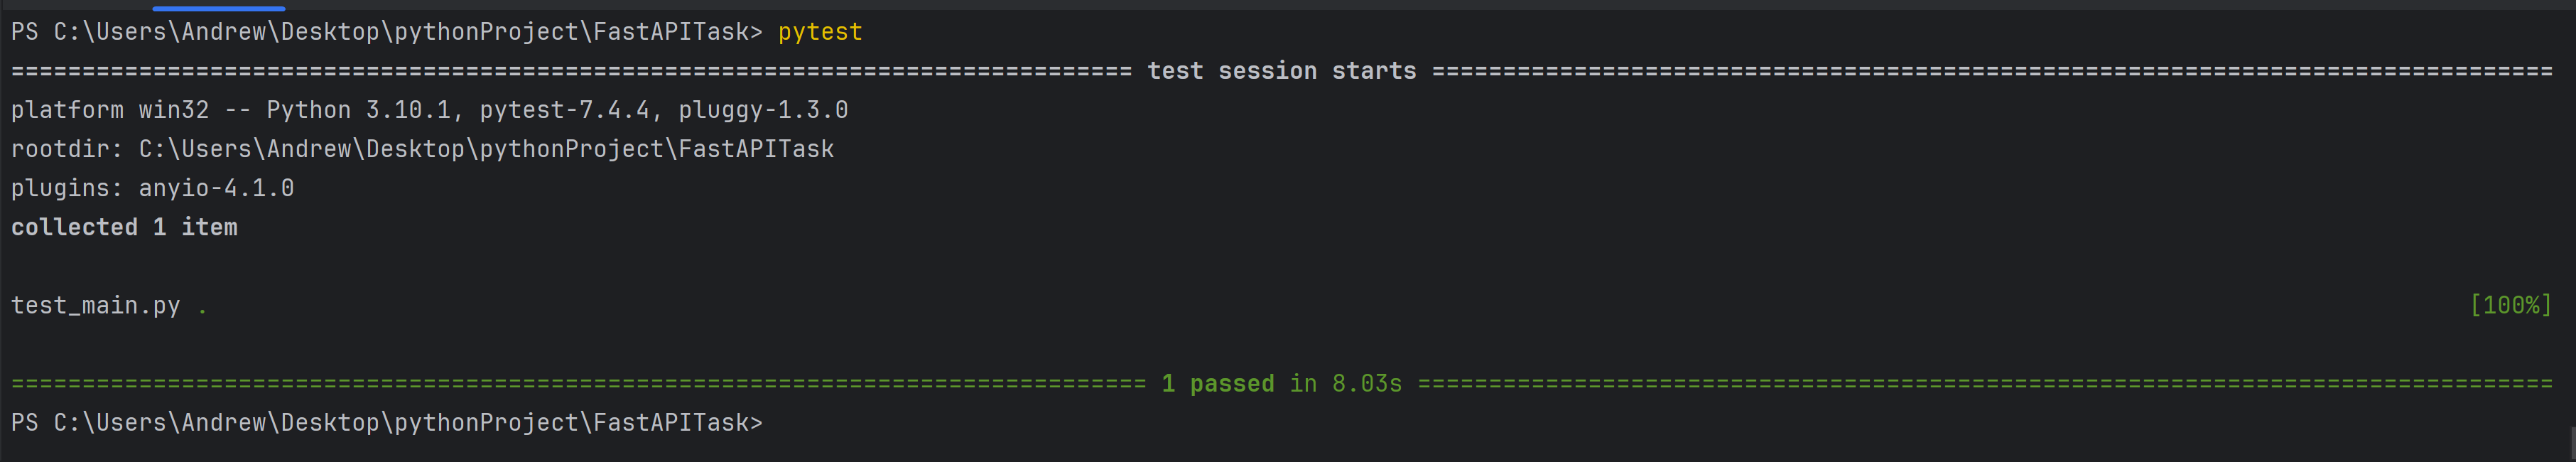 PS C:\Users\Andrew\Desktop\pythonProject\FastAPITask> pytest
=============================================================================== test session starts ===============================================================================
platform win32 -- Python 3.10.1, pytest-7.4.4, pluggy-1.3.0
rootdir: C:\Users\Andrew\Desktop\pythonProject\FastAPITask
plugins: anyio-4.1.0
collected 1 item
test_main.py . [100%]
================================================================================ 1 passed in 8.03s ================================================================================
PS C:\Users\Andrew\Desktop\pythonProject\FastAPITask>